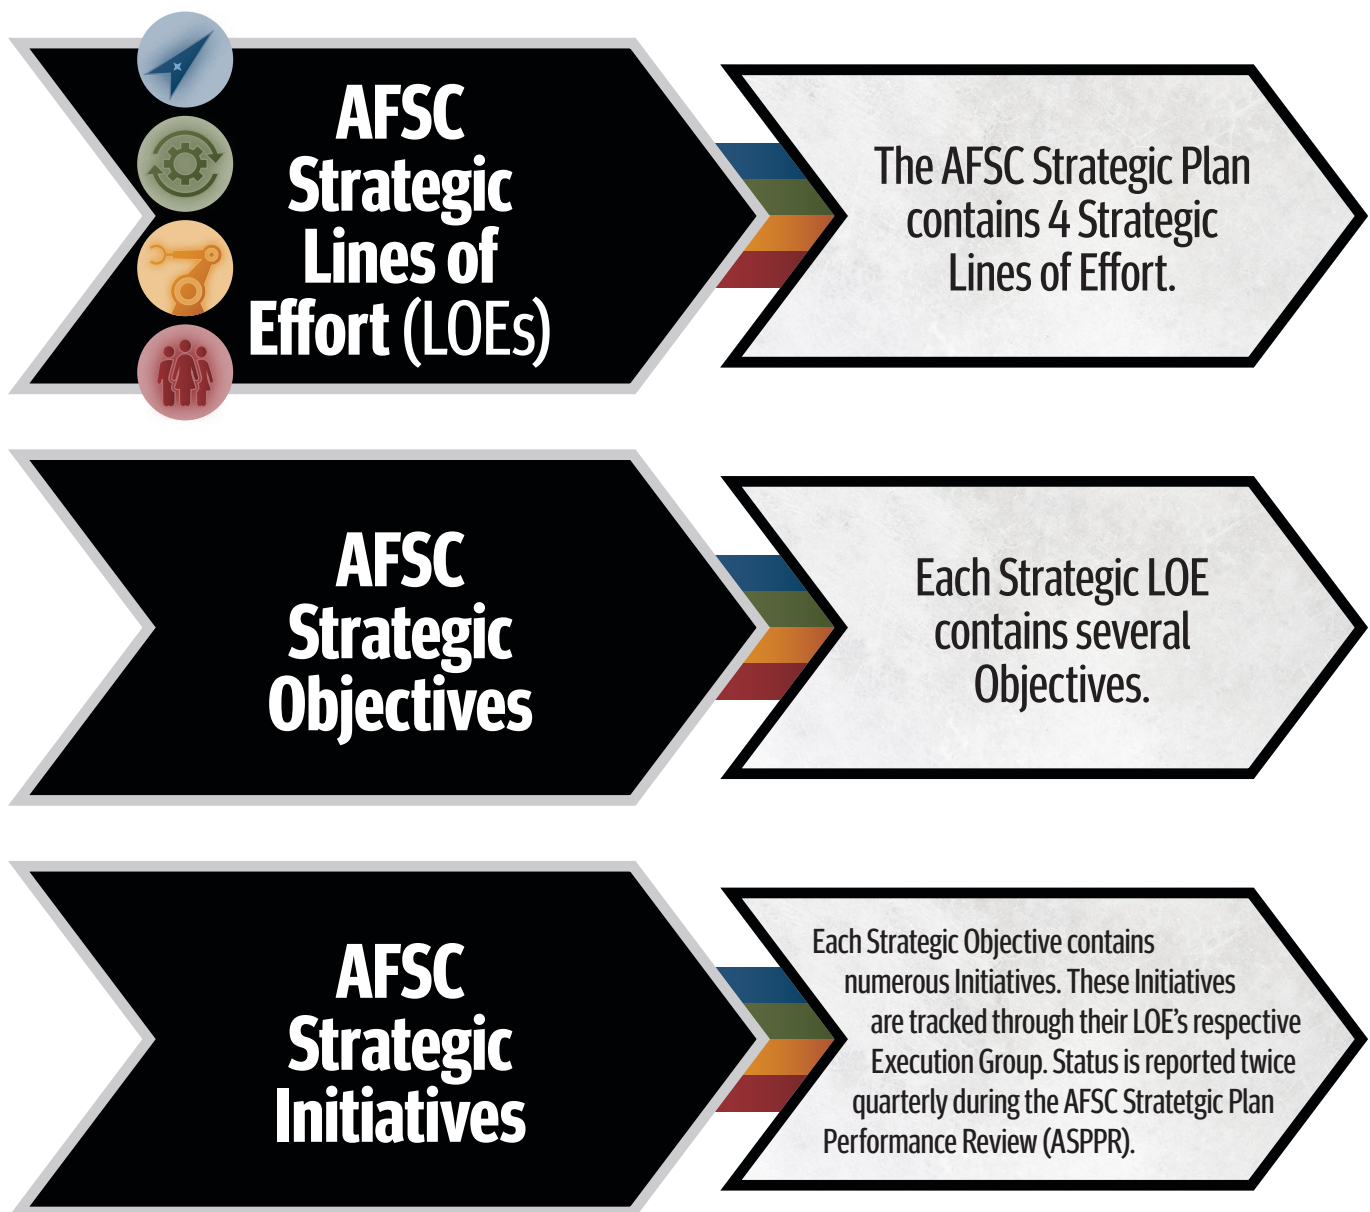 AFSC
Strategic
Lines of
Effort (LOEs)
The AFSC Strategic Plan
contains 4 Strategic
Lines of Effort.
AFSC
Strategic
Objectives
Each Strategic LOE
contains several
Objectives.
AFSC
Strategic
Initiatives
Each Strategic Objective contains
numerous Initiatives. These Initiatives
are tracked through their LOE’s respective
Execution Group. Status is reported twice
quarterly during the AFSC Stratetgic Plan
Performance Review (ASPPR).